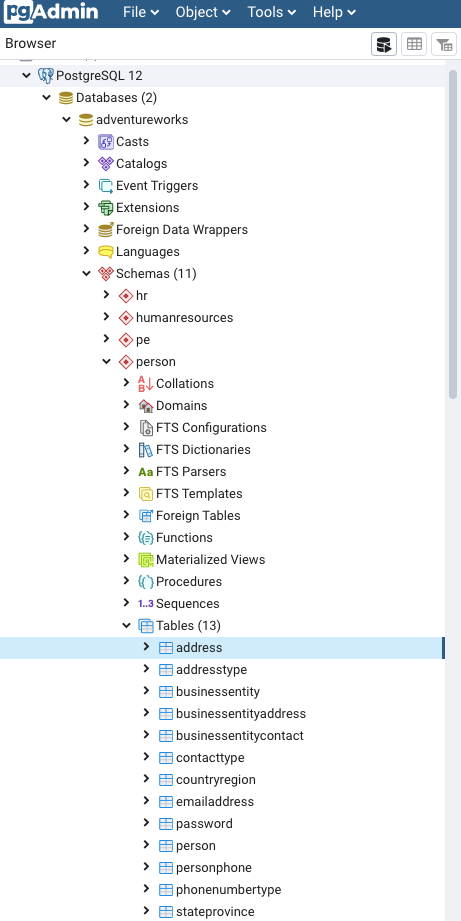 pgAdmin File Object Tools Help
Browser
PostgreSQL 12
Databases (2)
adventureworks
Casts
Catalogs
Event Triggers
Extensions
Foreign Data Wrappers
Languages
Schemas (11)
hr
humanresources
pe
person
Collations
Domains
FTS Configurations
FTS Dictionaries
Aa FTS Parsers
FTS Templates
Foreign Tables
Functions
Materialized Views
Procedures
1..3 Sequences
Tables (13)
address
addresstype
businessentity
businessentityaddress
businessentitycontact
contacttype
countryregion
emailaddress
password
person
personphone
phonenumbertype
stateprovince